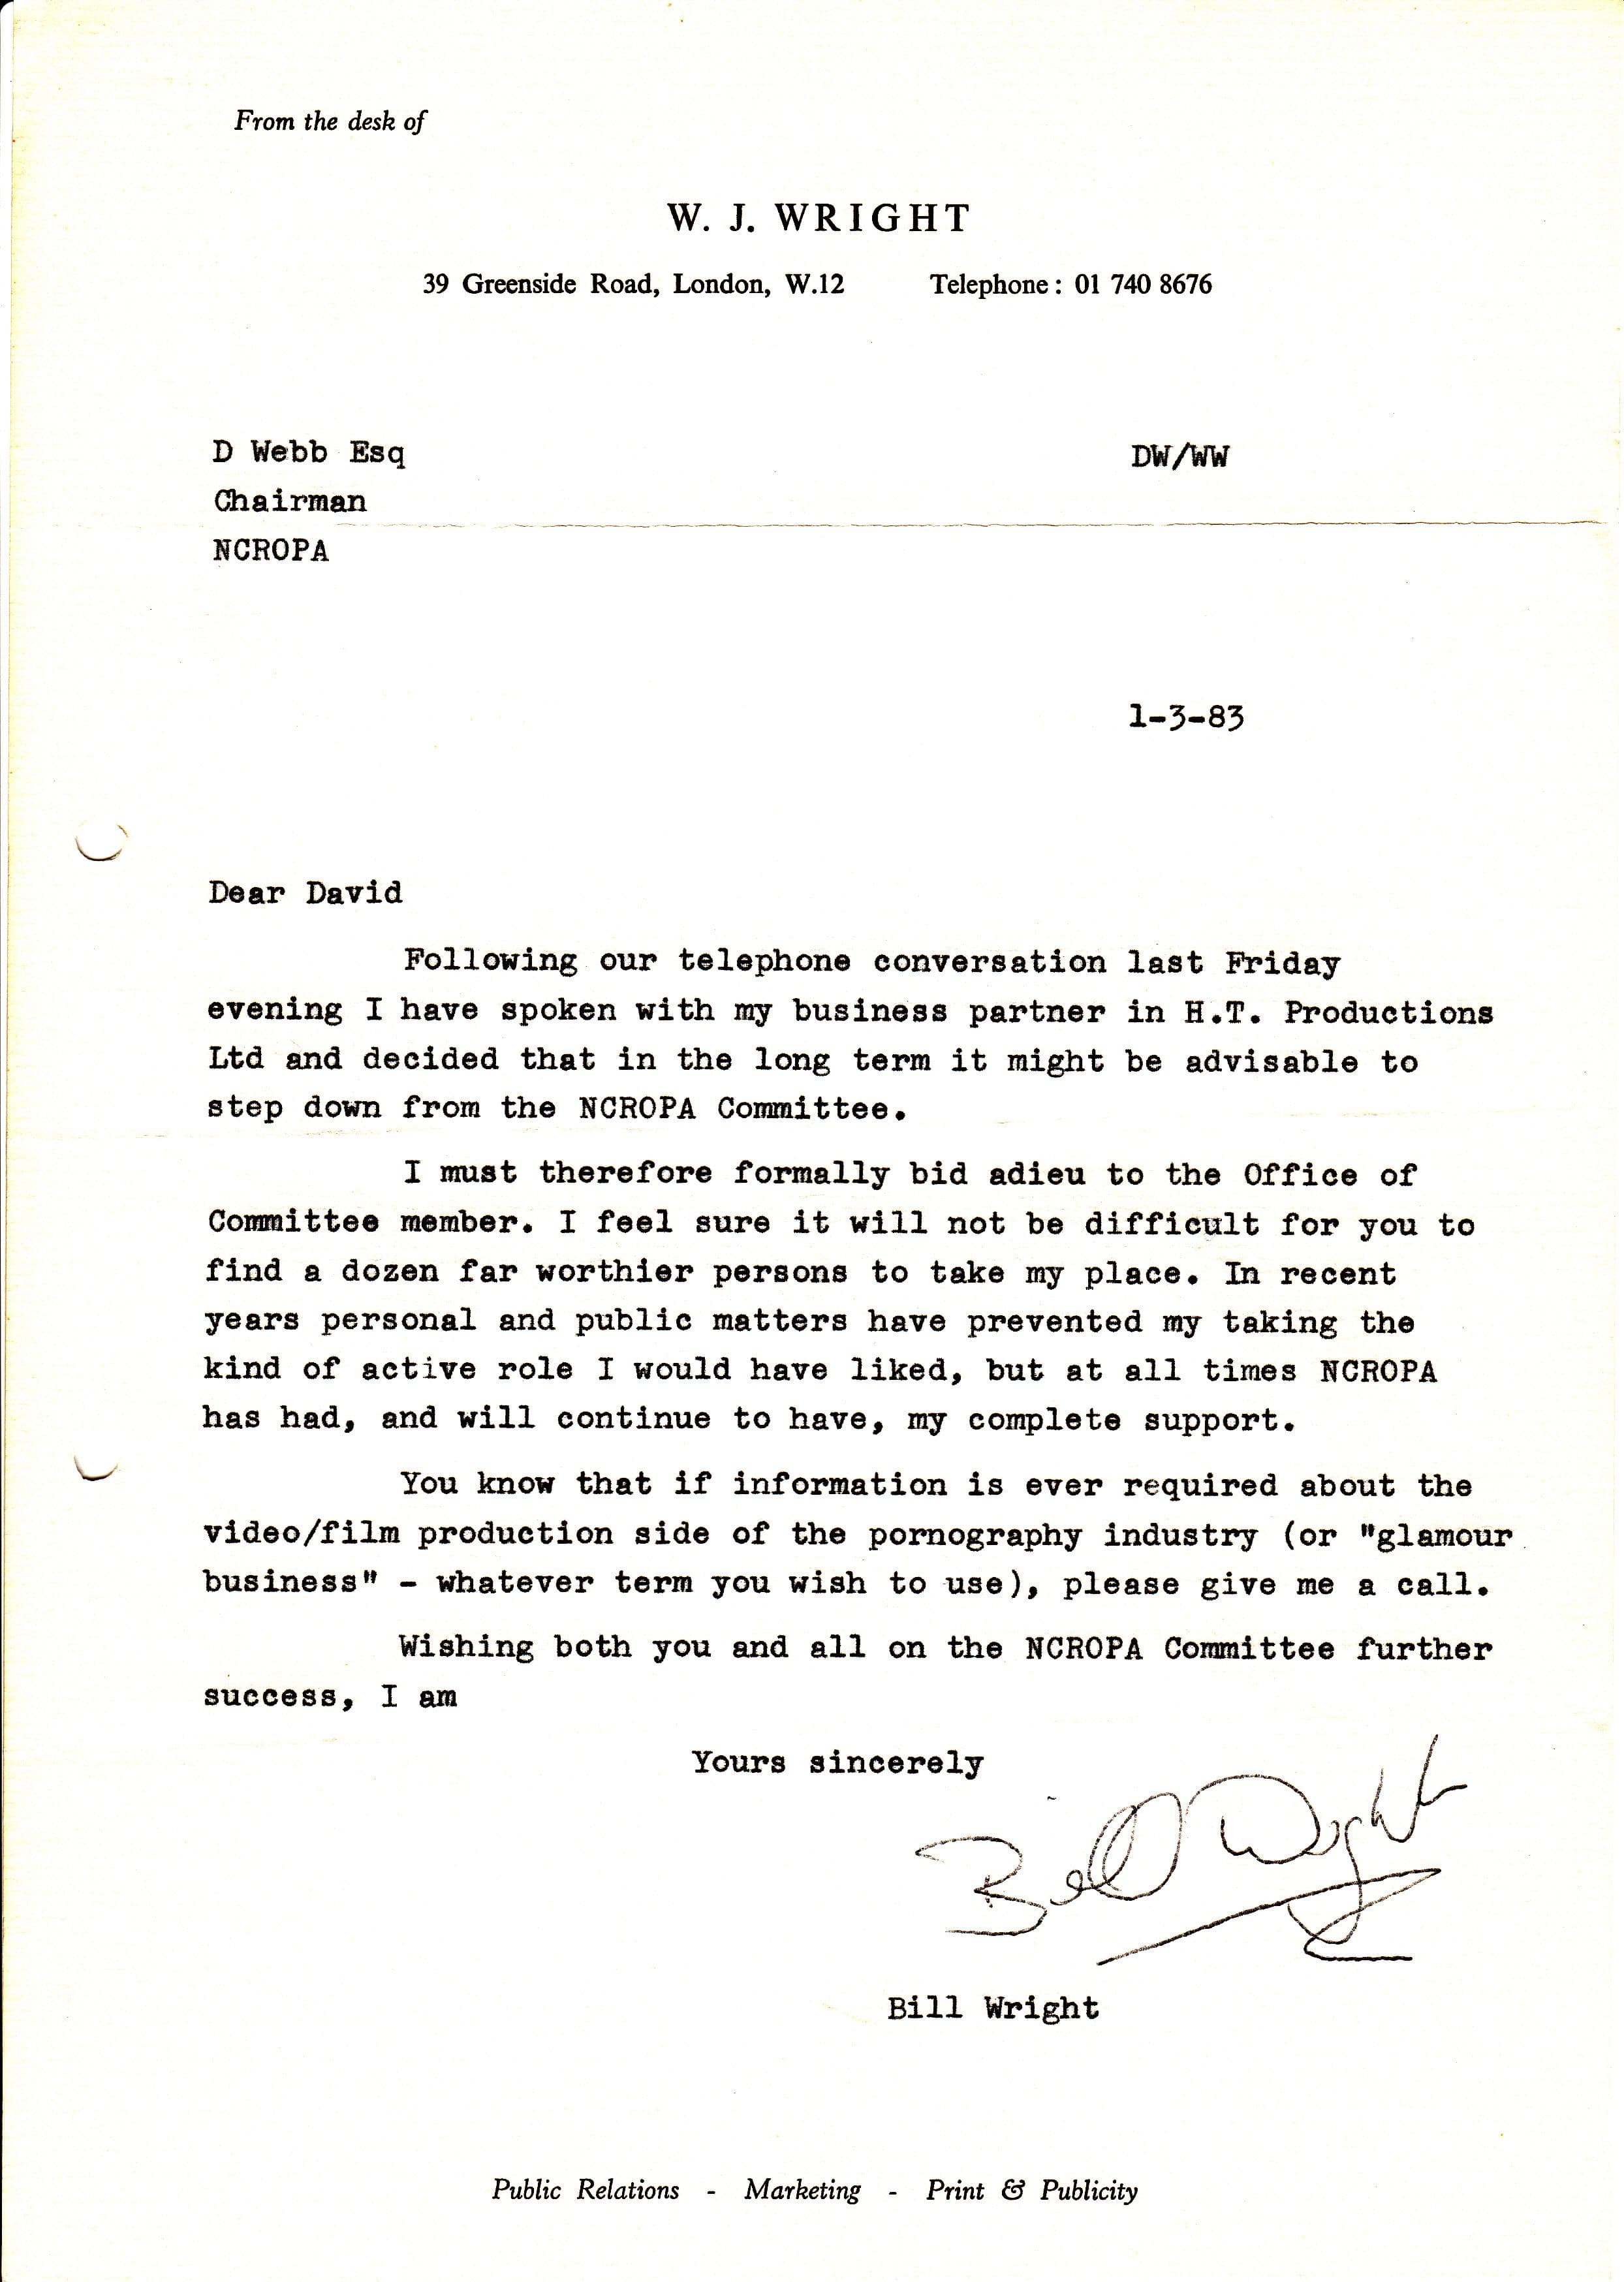 From the desk of
W. J. WRIGHT
39 Greenside Road, London, W.12 Telephone: 01 740 8676
D Webb Esq DW/WW
Chairman
NCROPA
1-3-83
Dear David
Following our telephone conversation last Friday
evening I have spoken with my business partner in H.T. Productions
Ltd and decided that in the long term it might be advisable to
step down from the NCROPA Committee.
I must therefore formally bid adieu to the Office of
Committee member. I feel sure it will not be difficult for you to
find a dozen far worthier persons to take my place. In recent
years personal and public matters have prevented my taking the
kind of active role I would have liked, but at all times NCROPA
has had, and will continue to have, my complete support.
You know that if information is ever required about the
video/film production side of the pornography industry (or "glamour
business" - whatever term you wish to use), please give me a call.
Wishing both you and all on the NCROPA Committee further
success, I am
Yours sincerely
Bill Wright
Bill Wright
Public Relations - Marketing - Print & Publicity